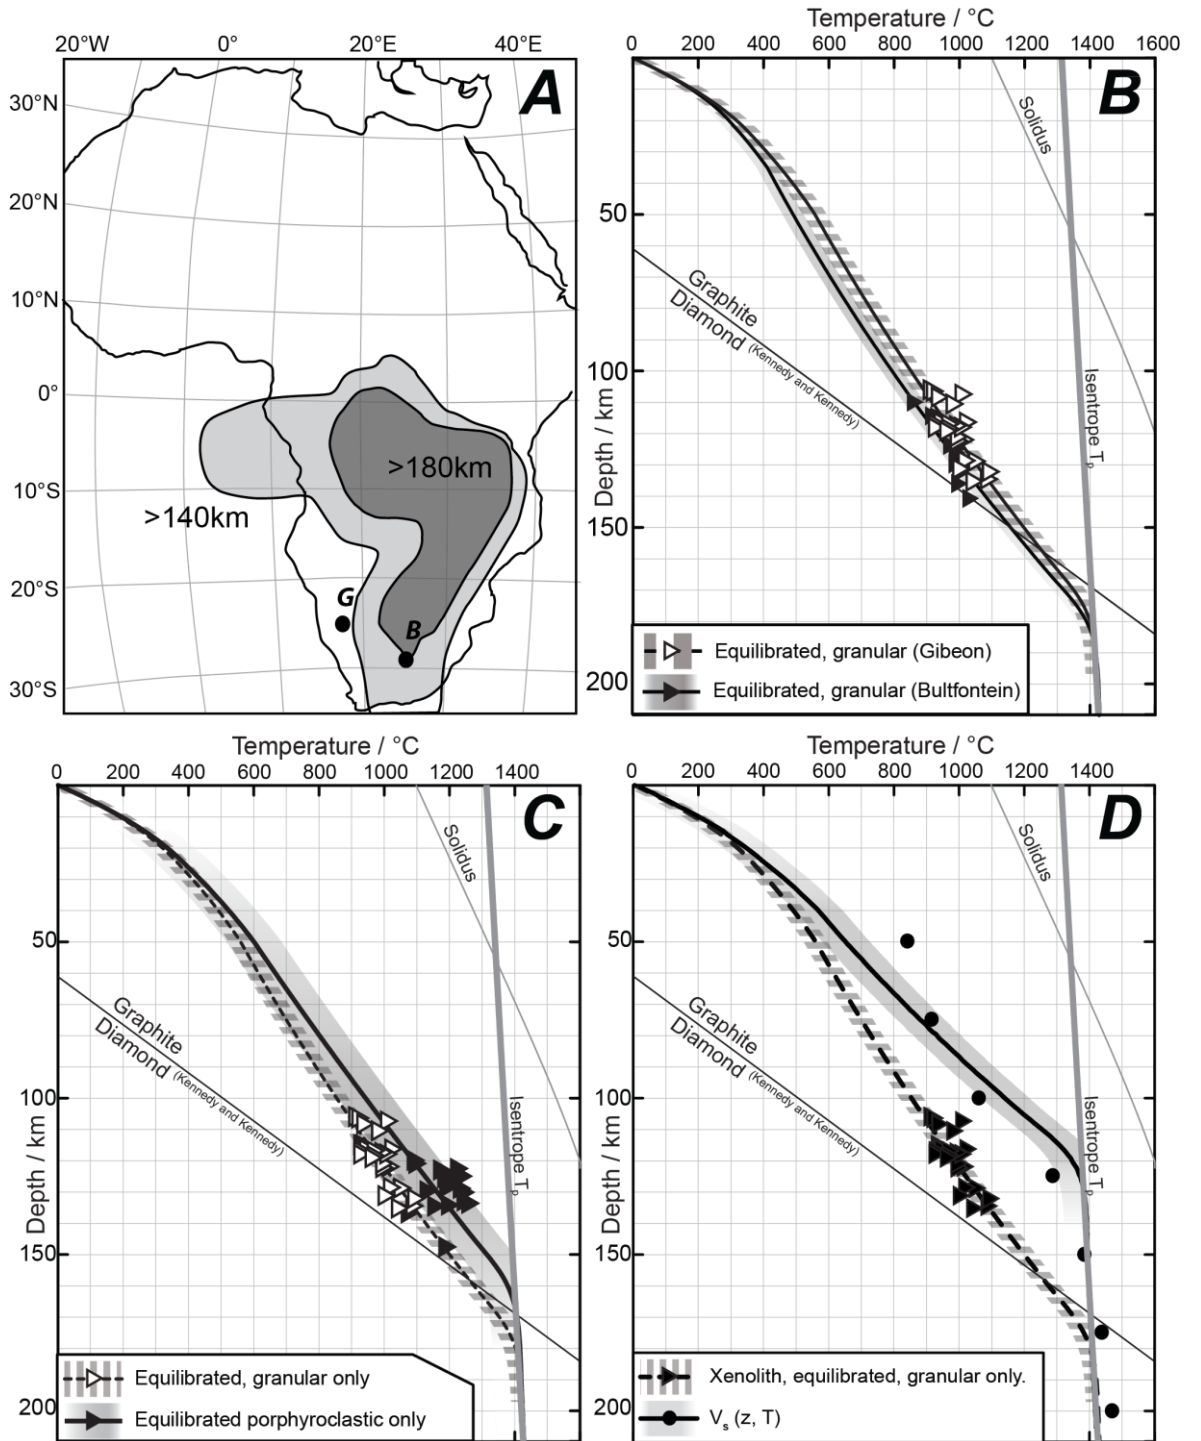 20°W 0° 20°E 40°E
A
30°N
20°N
10°N
0°
10°S
20°S
30°S
>180km
>140km
G
B
Temperature / °C
0 200 400 600 800 1000 1200 1400 1600
B
Solidus
50
Graphite
Diamond (Kennedy and Kennedy)
100
Isentrope Tp
Depth / km
150
200
Equilibrated, granular (Gibeon)
Equilibrated, granular (Bultfontein)
Temperature / °C
0 200 400 600 800 1000 1200 1400
C
Solidus
50
Graphite
Diamond (Kennedy and Kennedy)
100
Isentrope Tp
Depth / km
150
200
Equilibrated, granular only
Equilibrated porphyroclastic only
Temperature / °C
0 200 400 600 800 1000 1200 1400
D
Solidus
50
Graphite
Diamond (Kennedy and Kennedy)
100
Isentrope Tp
Depth / km
150
200
Xenolith, equilibrated, granular only.
Vs (z, T)